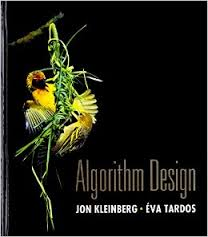 Algorithm Design
JON KLEINBERG • ÉVA TARDOS